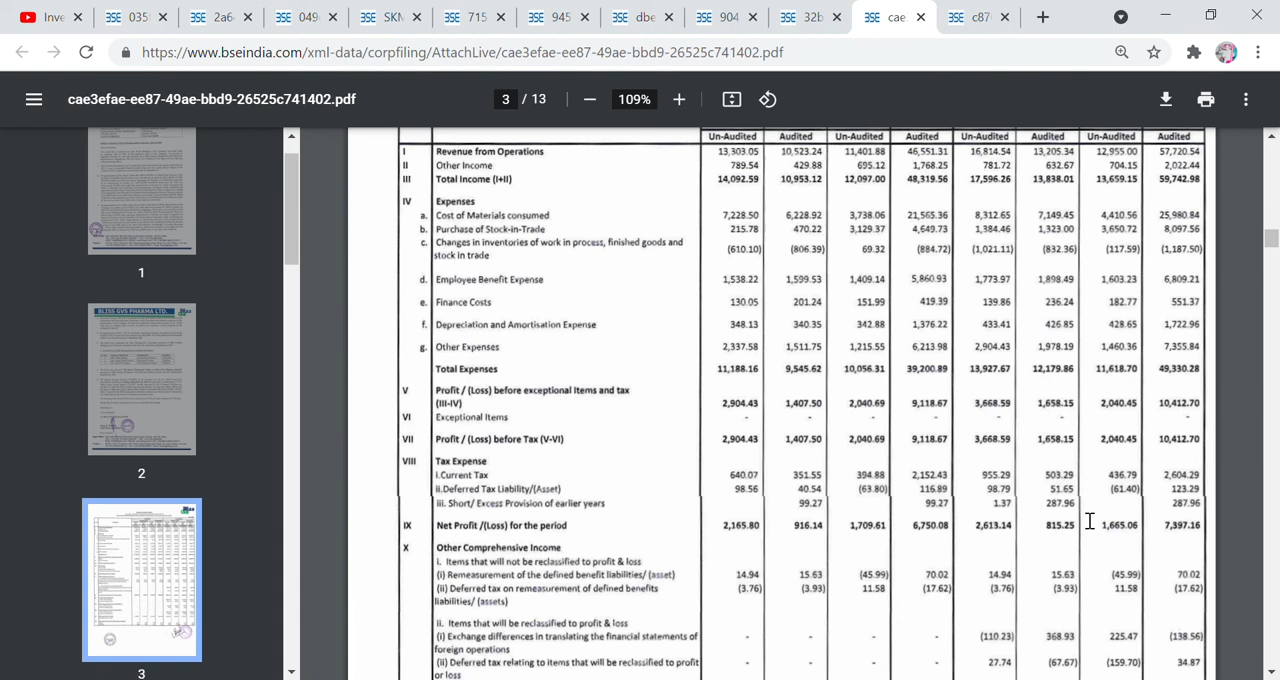 Inve
035
2a6
049
SKM
715
945
dbe
904
32b
cae
c87
https://www.bseindia.com/xml-data/corpfiling/AttachLive/cae3efae-ee87-49ae-bbd9-26525c741402.pdf
cae3efae-ee87-49ae-bbd9-26525c741402.pdf
3 / 13
109%
BLISS GVS PHARMA LTD.
1
2
3
Un-Audited Audited Un-Audited Audited Un-Audited Audited Un-Audited Audited
I Revenue from Operations 13,303.05 10,523.24 11,401.88 46,551.31 16,814.54 13,205.34 12,955.00 57,720.54
II Other Income 789.54 429.88 695.12 1,768.25 781.72 632.67 704.15 2,022.44
III Total Income (I+II) 14,092.59 10,953.12 12,097.00 48,319.56 17,596.26 13,838.01 13,659.15 59,742.98
IV Expenses
a. Cost of Materials consumed 7,228.50 6,228.92 3,738.06 21,565.36 8,312.65 7,149.45 4,410.56 25,980.84
b. Purchase of Stock-in-Trade 215.78 470.22 3,129.37 4,649.73 1,384.46 1,323.00 3,650.72 8,097.56
c. Changes in inventories of work in process, finished goods and
stock in trade (610.10) (806.39) 69.32 (884.72) (1,021.11) (832.36) (117.59) (1,187.50)
d. Employee Benefit Expense 1,538.22 1,599.53 1,409.14 5,860.93 1,773.97 1,898.49 1,603.23 6,809.21
e. Finance Costs 130.05 201.24 151.99 419.39 139.86 236.24 182.77 551.37
f. Depreciation and Amortisation Expense 348.13 340.35 342.88 1,376.22 433.41 426.85 428.65 1,722.96
g. Other Expenses 2,337.58 1,511.75 1,215.55 6,213.98 2,904.43 1,978.19 1,460.36 7,355.84
Total Expenses 11,188.16 9,545.62 10,056.31 39,200.89 13,927.67 12,179.86 11,618.70 49,330.28
V Profit / (Loss) before exceptional Items and tax
(III-IV) 2,904.43 1,407.50 2,040.69 9,118.67 3,668.59 1,658.15 2,040.45 10,412.70
VI Exceptional Items - - - - - - - -
VII Profit / (Loss) before Tax (V-VI) 2,904.43 1,407.50 2,040.69 9,118.67 3,668.59 1,658.15 2,040.45 10,412.70
VIII Tax Expense
i.Current Tax 640.07 351.55 394.88 2,152.43 955.29 503.29 436.79 2,604.29
ii.Deferred Tax Liability/(Asset) 98.56 40.54 (63.80) 116.89 98.79 51.65 (61.40) 123.29
iii. Short/ Excess Provision of earlier years 99.27 99.27 1.37 287.96 287.96
IX Net Profit /(Loss) for the period 2,165.80 916.14 1,709.61 6,750.08 2,613.14 815.25 1,665.06 7,397.16
X Other Comprehensive Income
i. Items that will not be reclassified to profit & loss
(i) Remeasurement of the defined benefit liabilities/ (asset) 14.94 15.63 (45.99) 70.02 14.94 15.63 (45.99) 70.02
(ii) Deferred tax on remeasurement of defined benefits (3.76) (3.93) 11.58 (17.62) (3.76) (3.93) 11.58 (17.62)
liabilities/ (assets)
ii. Items that will be reclassified to profit & loss
(i) Exchange differences in translating the financial statements of - - - - (110.23) 368.93 225.47 (138.56)
foreign operations
(ii) Deferred tax relating to items that will be reclassified to profit - - - - 27.74 (67.67) (159.70) 34.87
or loss